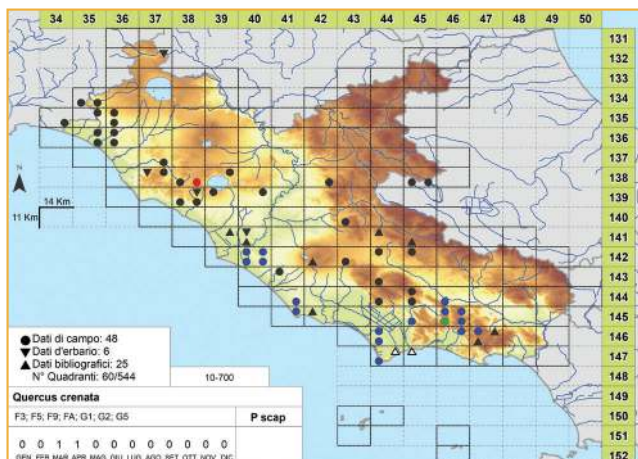 34 35 36 37 38 39 40 41 42 43 44 45 46 47 48 49 50
131
132
133
134
135
136
137
138
139
140
141
142
143
144
145
146
147
148
149
150
151
152
N
14 Km
11 Km
● Dati di campo: 48
▼ Dati d'erbario: 6
▲ Dati bibliografici: 25
N° Quadranti: 60/544
10-700
Quercus crenata
F3; F5; F9; FA; G1; G2; G5
P scap
0 0 1 1 0 0 0 0 0 0 0 0
GEN FEB MAR APR MAG GIU LUG AGO SET OTT NOV DIC